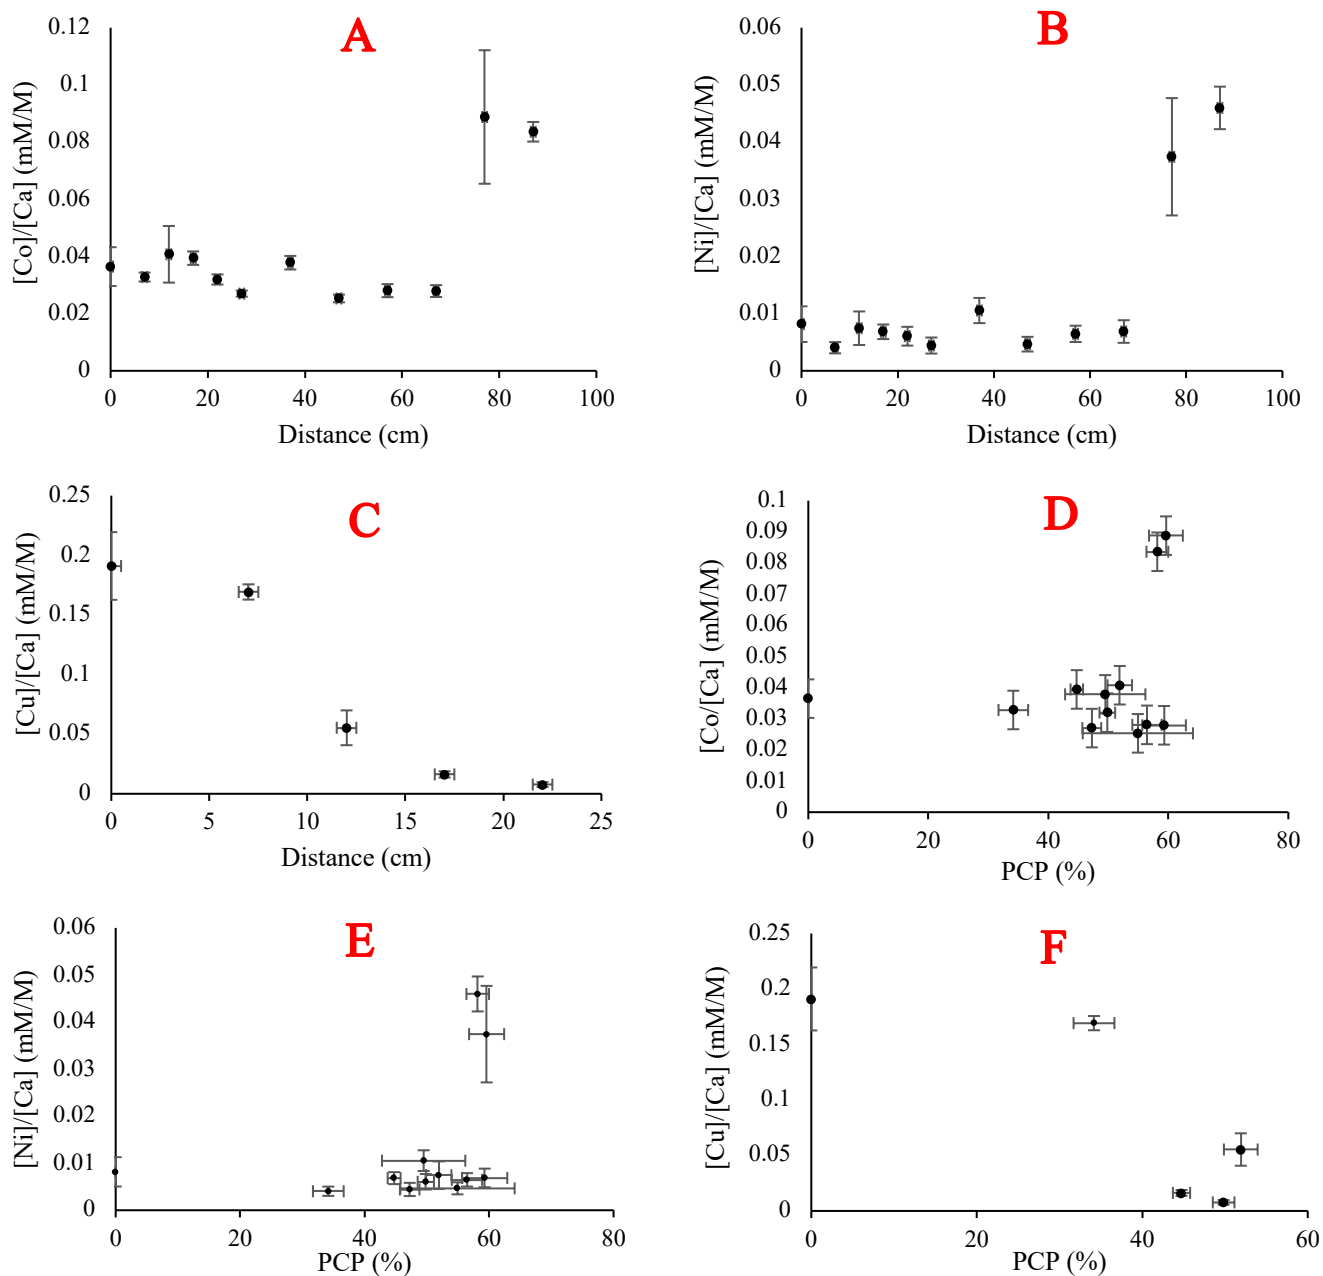 A
0.12
0.1
0.08
0.06
0.04
0.02
0
[Co]/[Ca] (mM/M)
0 20 40 60 80 100
Distance (cm)
B
0.06
0.05
0.04
0.03
0.02
0.01
0
[Ni]/[Ca] (mM/M)
0 20 40 60 80 100
Distance (cm)
C
0.25
0.2
0.15
0.1
0.05
0
[Cu]/[Ca] (mM/M)
0 5 10 15 20 25
Distance (cm)
D
0.1
0.09
0.08
0.07
0.06
0.05
0.04
0.03
0.02
0.01
0
[Co/[Ca] (mM/M)
0 20 40 60 80
PCP (%)
E
0.06
0.05
0.04
0.03
0.02
0.01
0
[Ni]/[Ca] (mM/M)
0 20 40 60 80
PCP (%)
F
0.25
0.2
0.15
0.1
0.05
0
[Cu]/[Ca] (mM/M)
0 20 40 60
PCP (%)